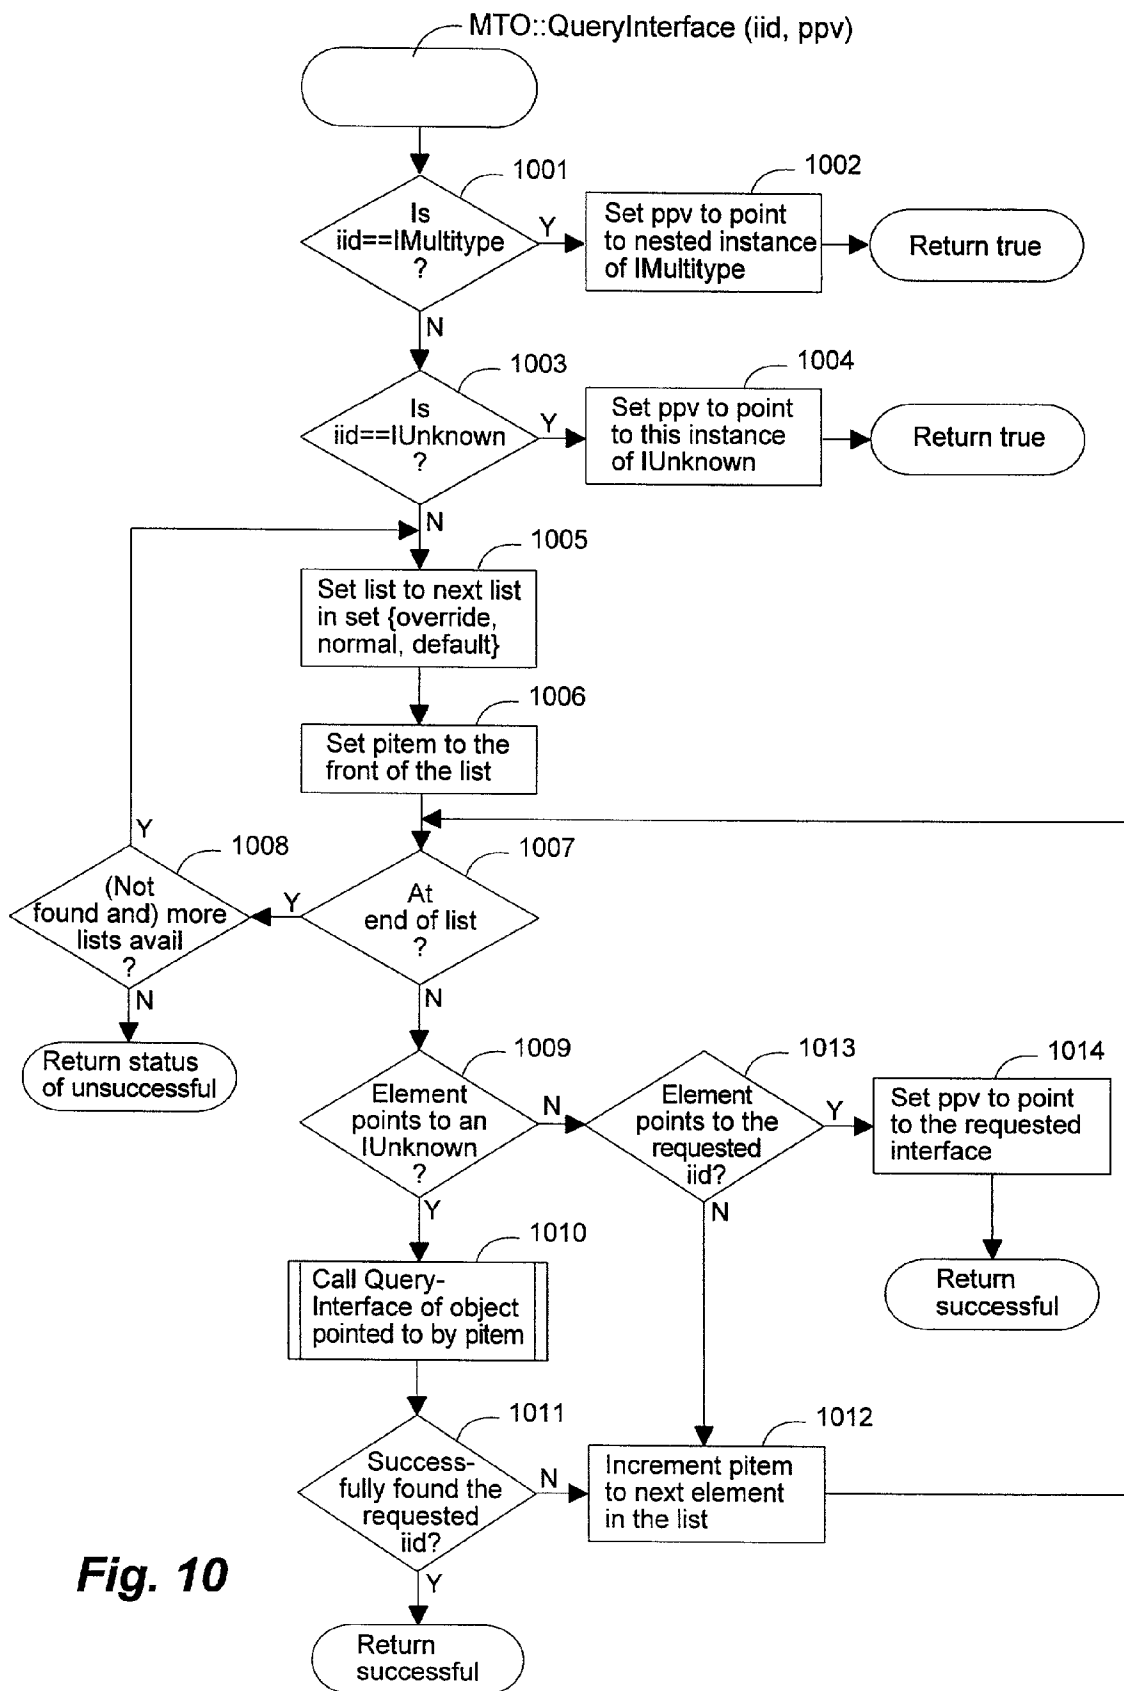 MTO::QueryInterface (iid, ppv)
1001
Is
iid==IMultitype
?
Y
N
1002
Set ppv to point
to nested instance
of IMultitype
Return true
1003
Is
iid==IUnknown
?
Y
N
1004
Set ppv to point
to this instance
of IUnknown
Return true
1005
Set list to next list
in set {override,
normal, default}
1006
Set pitem to the
front of the list
1007
At
end of list
?
Y
N
1008
(Not
found and) more
lists avail
?
Y
N
Return status
of unsuccessful
1009
Element
points to an
IUnknown
?
N
Y
1013
Element
points to the
requested
iid?
Y
N
1014
Set ppv to point
to the requested
interface
Return
successful
1010
Call Query-
Interface of object
pointed to by pitem
1011
Success-
fully found the
requested
iid?
N
Y
1012
Increment pitem
to next element
in the list
Return
successful
Fig. 10